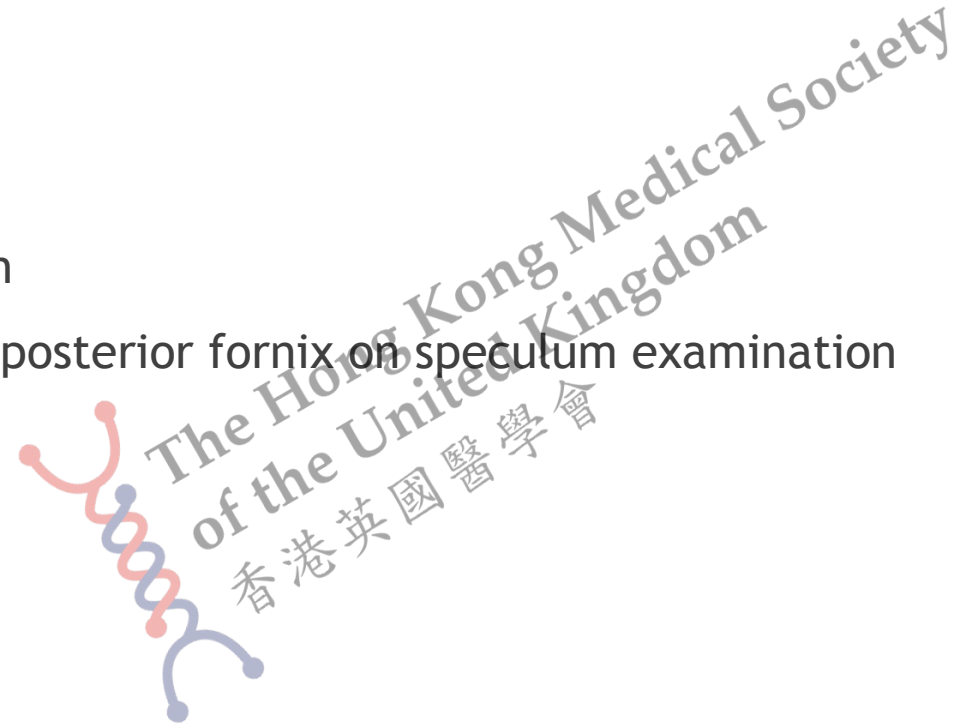 n
posterior fornix on speculum examination
The Hong Kong Medical Society
of the United Kingdom
香港英國醫學會